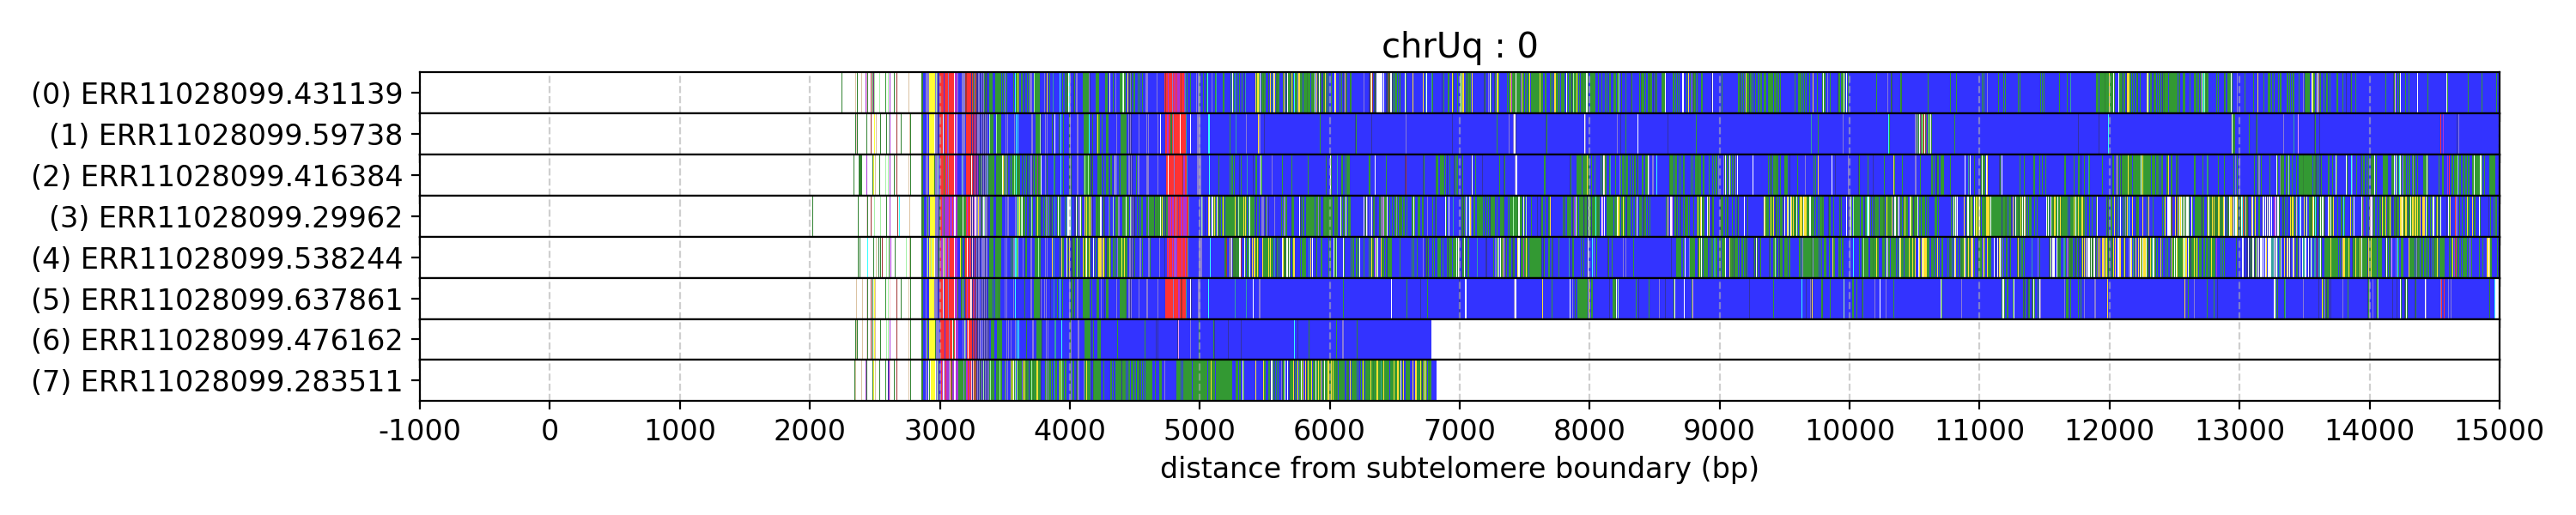 chrUq : 0
(0) ERR11028099.431139
(1) ERR11028099.59738
(2) ERR11028099.416384
(3) ERR11028099.29962
(4) ERR11028099.538244
(5) ERR11028099.637861
(6) ERR11028099.476162
(7) ERR11028099.283511
-1000 0 1000 2000 3000 4000 5000 6000 7000 8000 9000 10000 11000 12000 13000 14000 15000
distance from subtelomere boundary (bp)